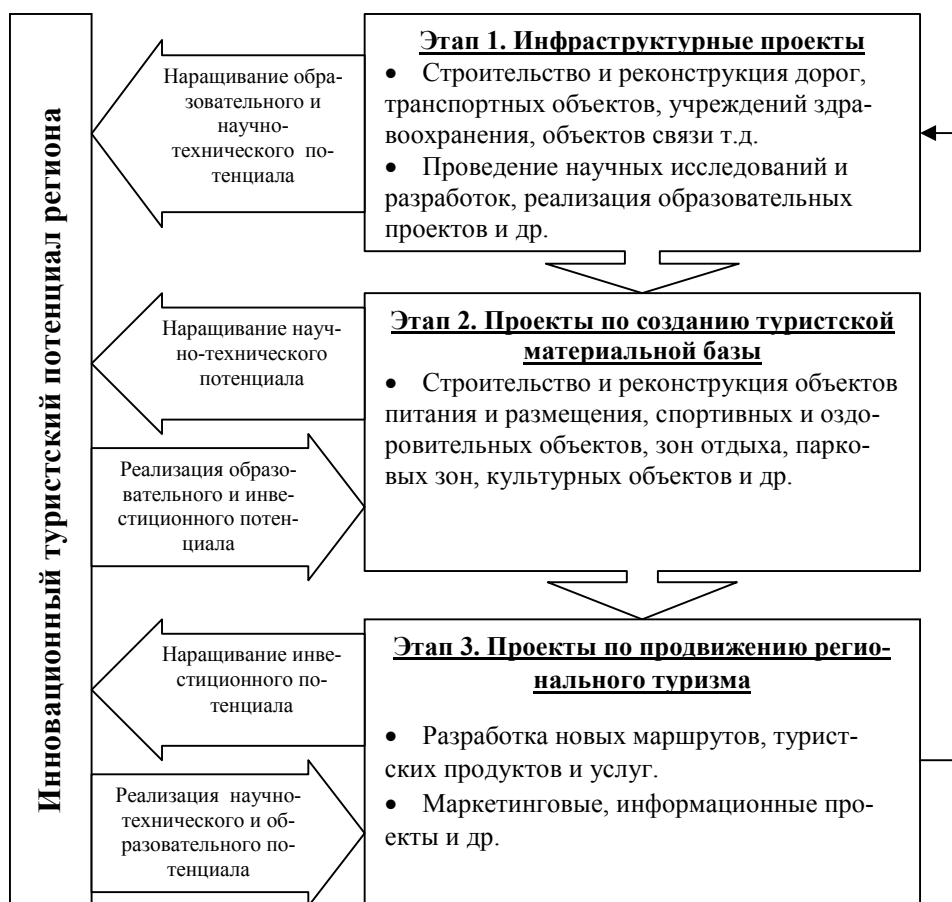 Инновационный туристский потенциал региона
Наращивание обра-
зовательного и
научно-
технического по-
тенциала
Этап 1. Инфраструктурные проекты
• Строительство и реконструкция дорог,
транспортных объектов, учреждений здра-
воохранения, объектов связи т.д.
• Проведение научных исследований и
разработок, реализация образовательных
проектов и др.
Наращивание науч-
но-технического
потенциала
Реализация образо-
вательного и инве-
стиционного потен-
циала
Этап 2. Проекты по созданию туристской
материальной базы
• Строительство и реконструкция объектов
питания и размещения, спортивных и оздо-
ровительных объектов, зон отдыха, парко-
вых зон, культурных объектов и др.
Наращивание инве-
стиционного по-
тенциала
Реализация научно-
технического и об-
разовательного по-
тенциала
Этап 3. Проекты по продвижению регио-
нального туризма
• Разработка новых маршрутов, турист-
ских продуктов и услуг.
• Маркетинговые, информационные про-
екты и др.